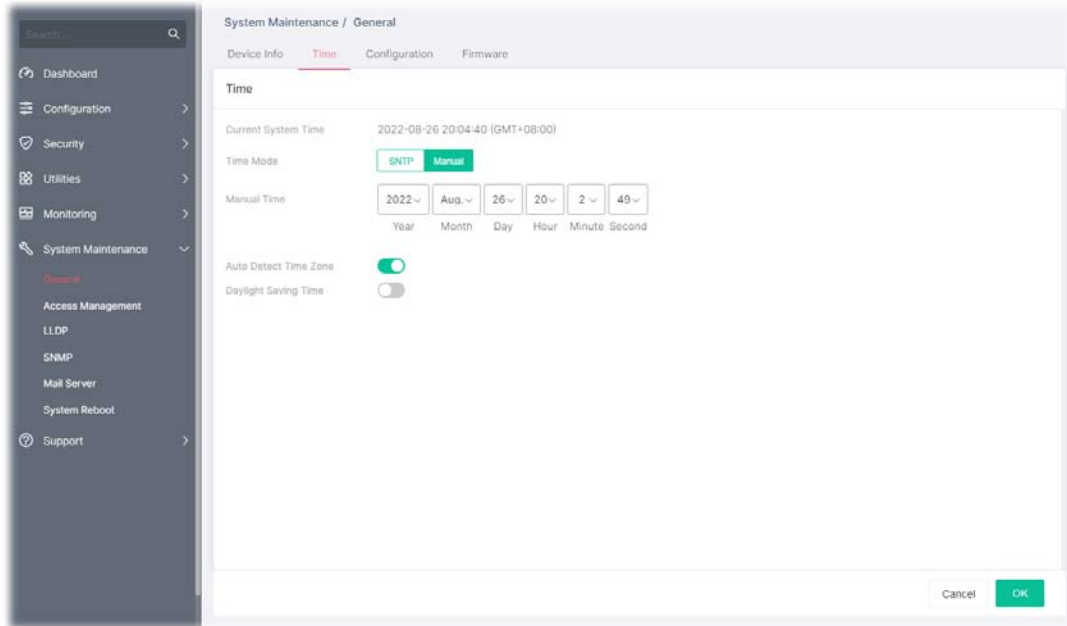 Search...
Dashboard
Configuration
Security
Utilities
Monitoring
System Maintenance
General
Access Management
LLDP
SNMP
Mail Server
System Reboot
Support
System Maintenance / General
Device Info Time Configuration Firmware
Time
Current System Time 2022-08-26 20:04:40 (GMT+08:00)
Time Mode SNTP Manual
Manual Time 2022 Aug. 26 20 2 49
Year Month Day Hour Minute Second
Auto Detect Time Zone
Daylight Saving Time
Cancel OK